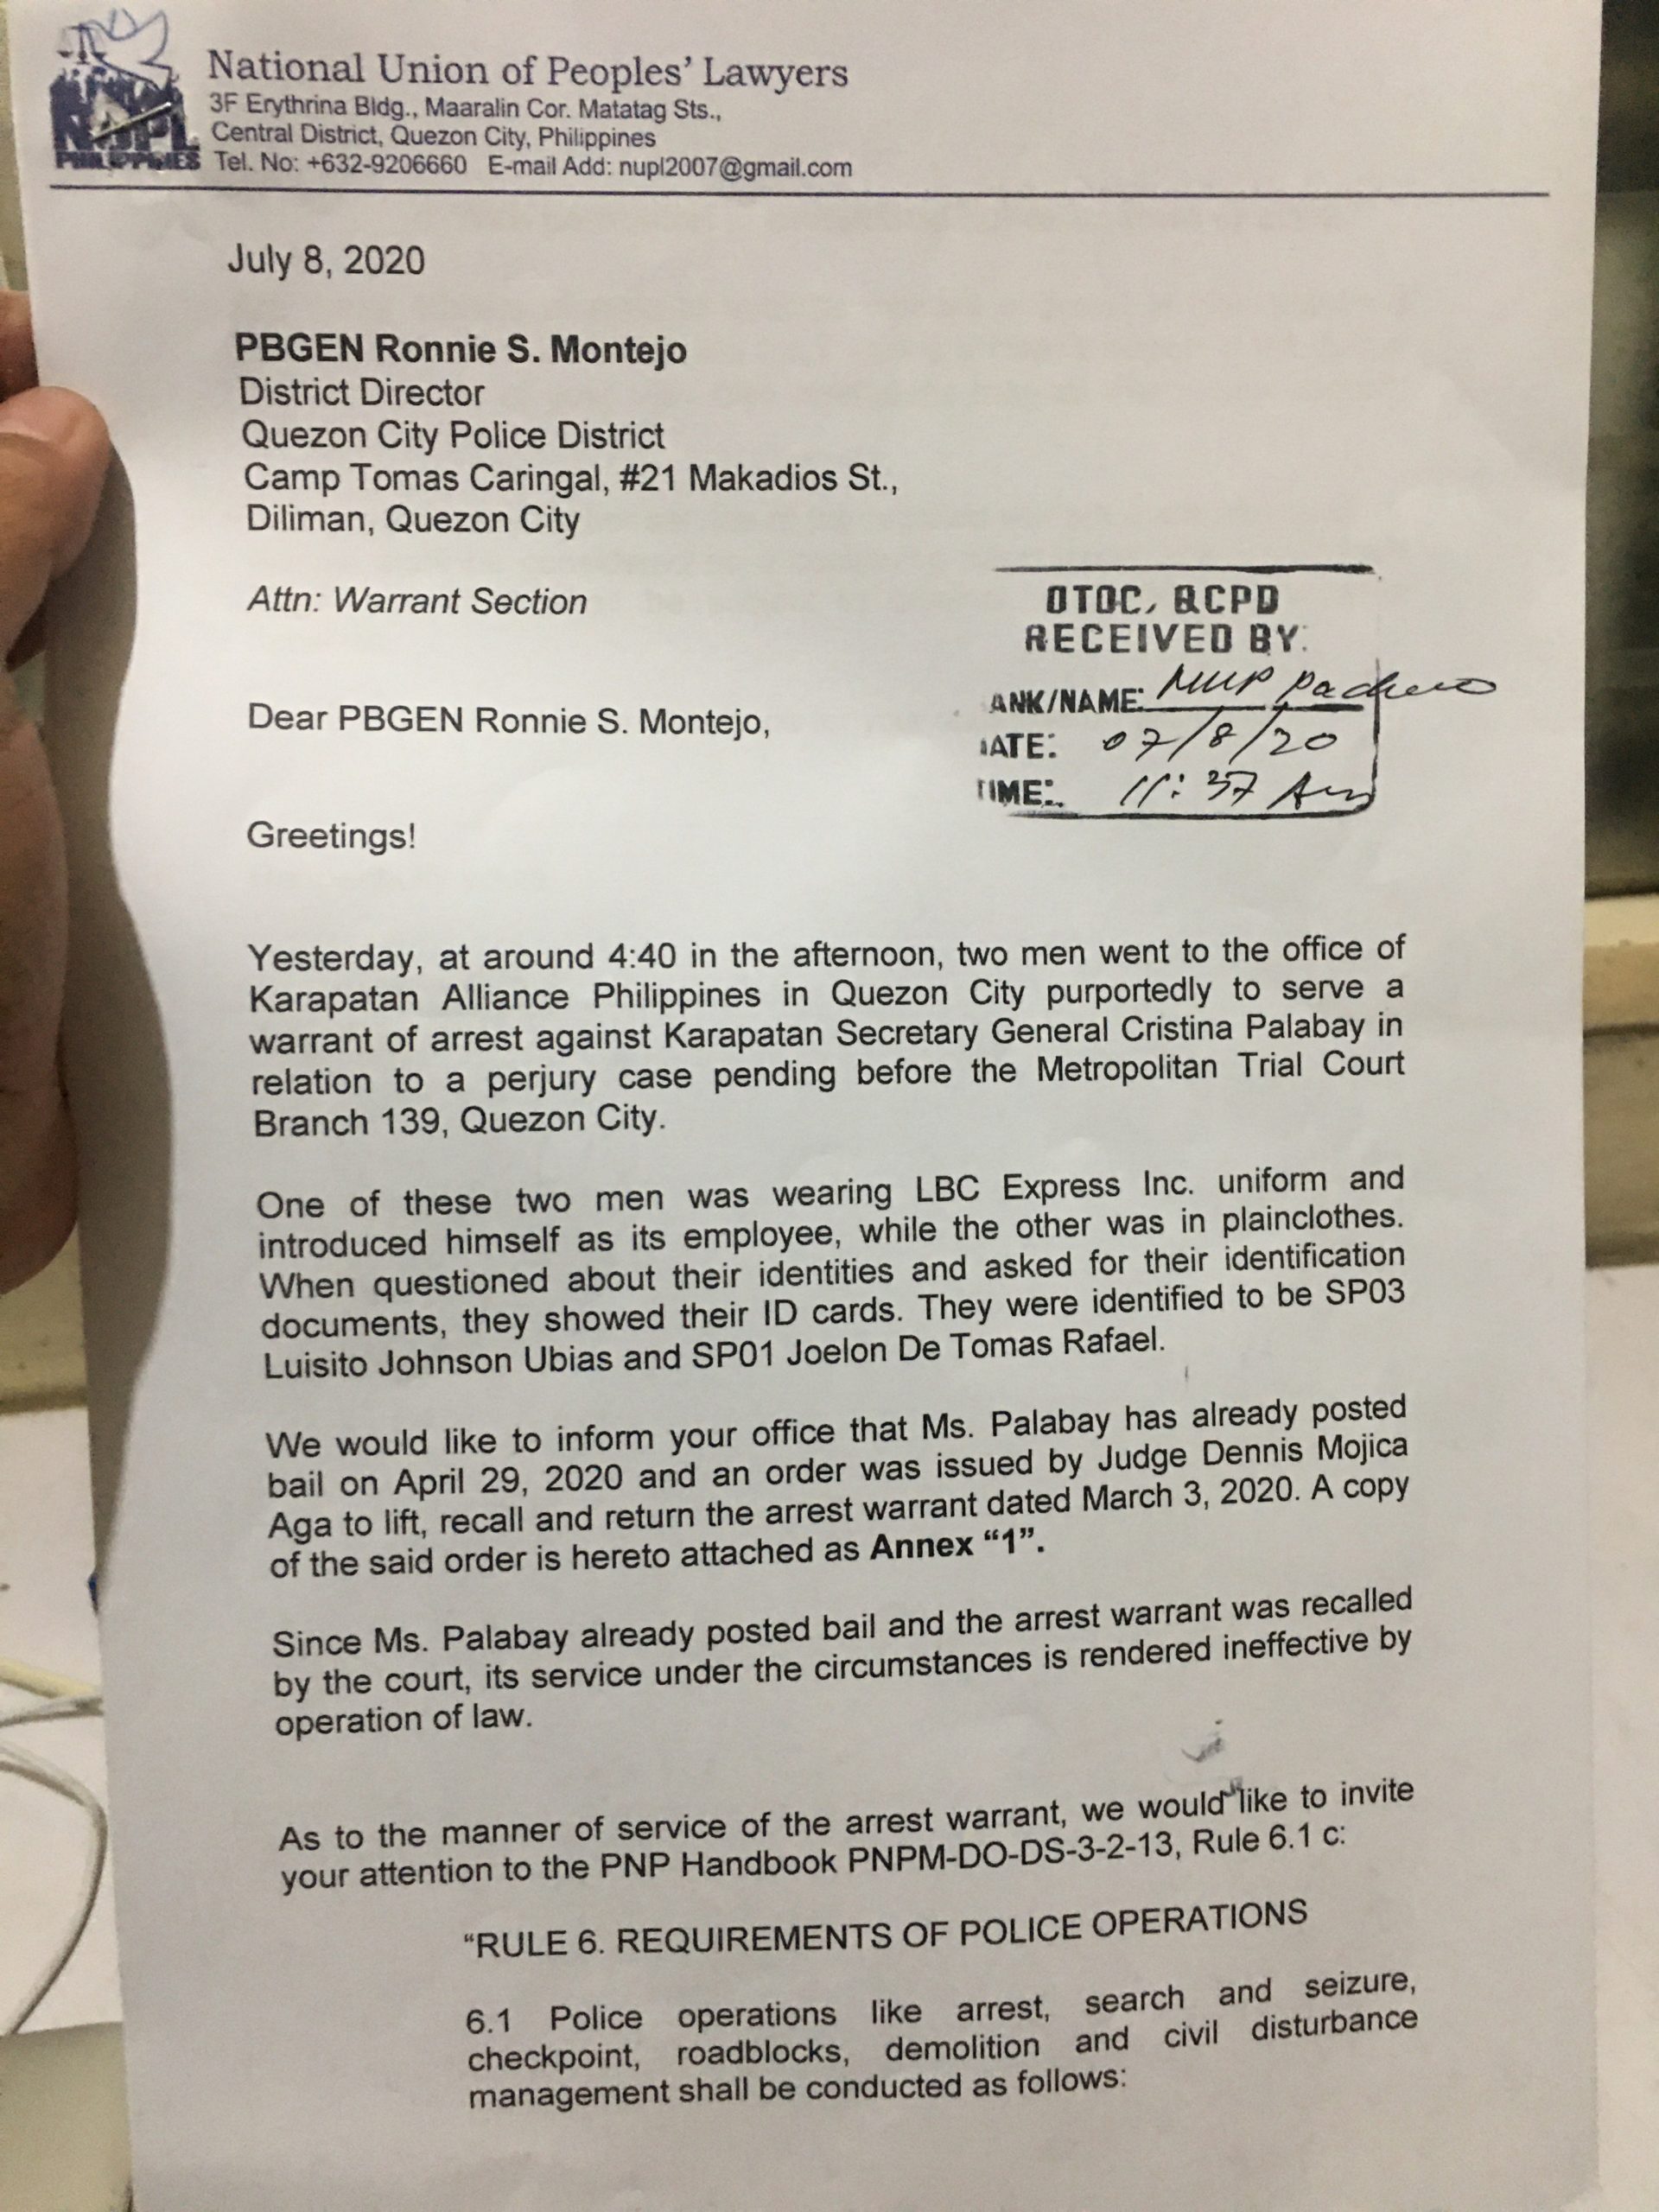 National Union of Peoples' Lawyers
3F Erythrina Bldg., Maaralin Cor. Matatag Sts.,
Central District, Quezon City, Philippines
NUPL
PHILIPPINES
Tel. No: +632-9206660 E-mail Add: nupl2007@gmail.com
July 8, 2020
PBGEN Ronnie S. Montejo
District Director
Quezon City Police District
Camp Tomas Caringal, #21 Makadios St.,
Diliman, Quezon City
Attn: Warrant Section
DTOC, QCPD
RECEIVED BY:
ANK/NAME: NUP Pacheco
ATE: 07/8/20
TIME: 11:37 Am
Dear PBGEN Ronnie S. Montejo,
Greetings!
Yesterday, at around 4:40 in the afternoon, two men went to the office of
Karapatan Alliance Philippines in Quezon City purportedly to serve a
warrant of arrest against Karapatan Secretary General Cristina Palabay in
relation to a perjury case pending before the Metropolitan Trial Court
Branch 139, Quezon City.
One of these two men was wearing LBC Express Inc. uniform and
introduced himself as its employee, while the other was in plainclothes.
When questioned about their identities and asked for their identification
documents, they showed their ID cards. They were identified to be SP03
Luisito Johnson Ubias and SP01 Joelon De Tomas Rafael.
We would like to inform your office that Ms. Palabay has already posted
bail on April 29, 2020 and an order was issued by Judge Dennis Mojica
Aga to lift, recall and return the arrest warrant dated March 3, 2020. A copy
of the said order is hereto attached as Annex “1”.
Since Ms. Palabay already posted bail and the arrest warrant was recalled
by the court, its service under the circumstances is rendered ineffective by
operation of law.
As to the manner of service of the arrest warrant, we would like to invite
your attention to the PNP Handbook PNPM-DO-DS-3-2-13, Rule 6.1 c:
“RULE 6. REQUIREMENTS OF POLICE OPERATIONS
6.1 Police operations like arrest, search and seizure,
checkpoint, roadblocks, demolition and civil disturbance
management shall be conducted as follows: